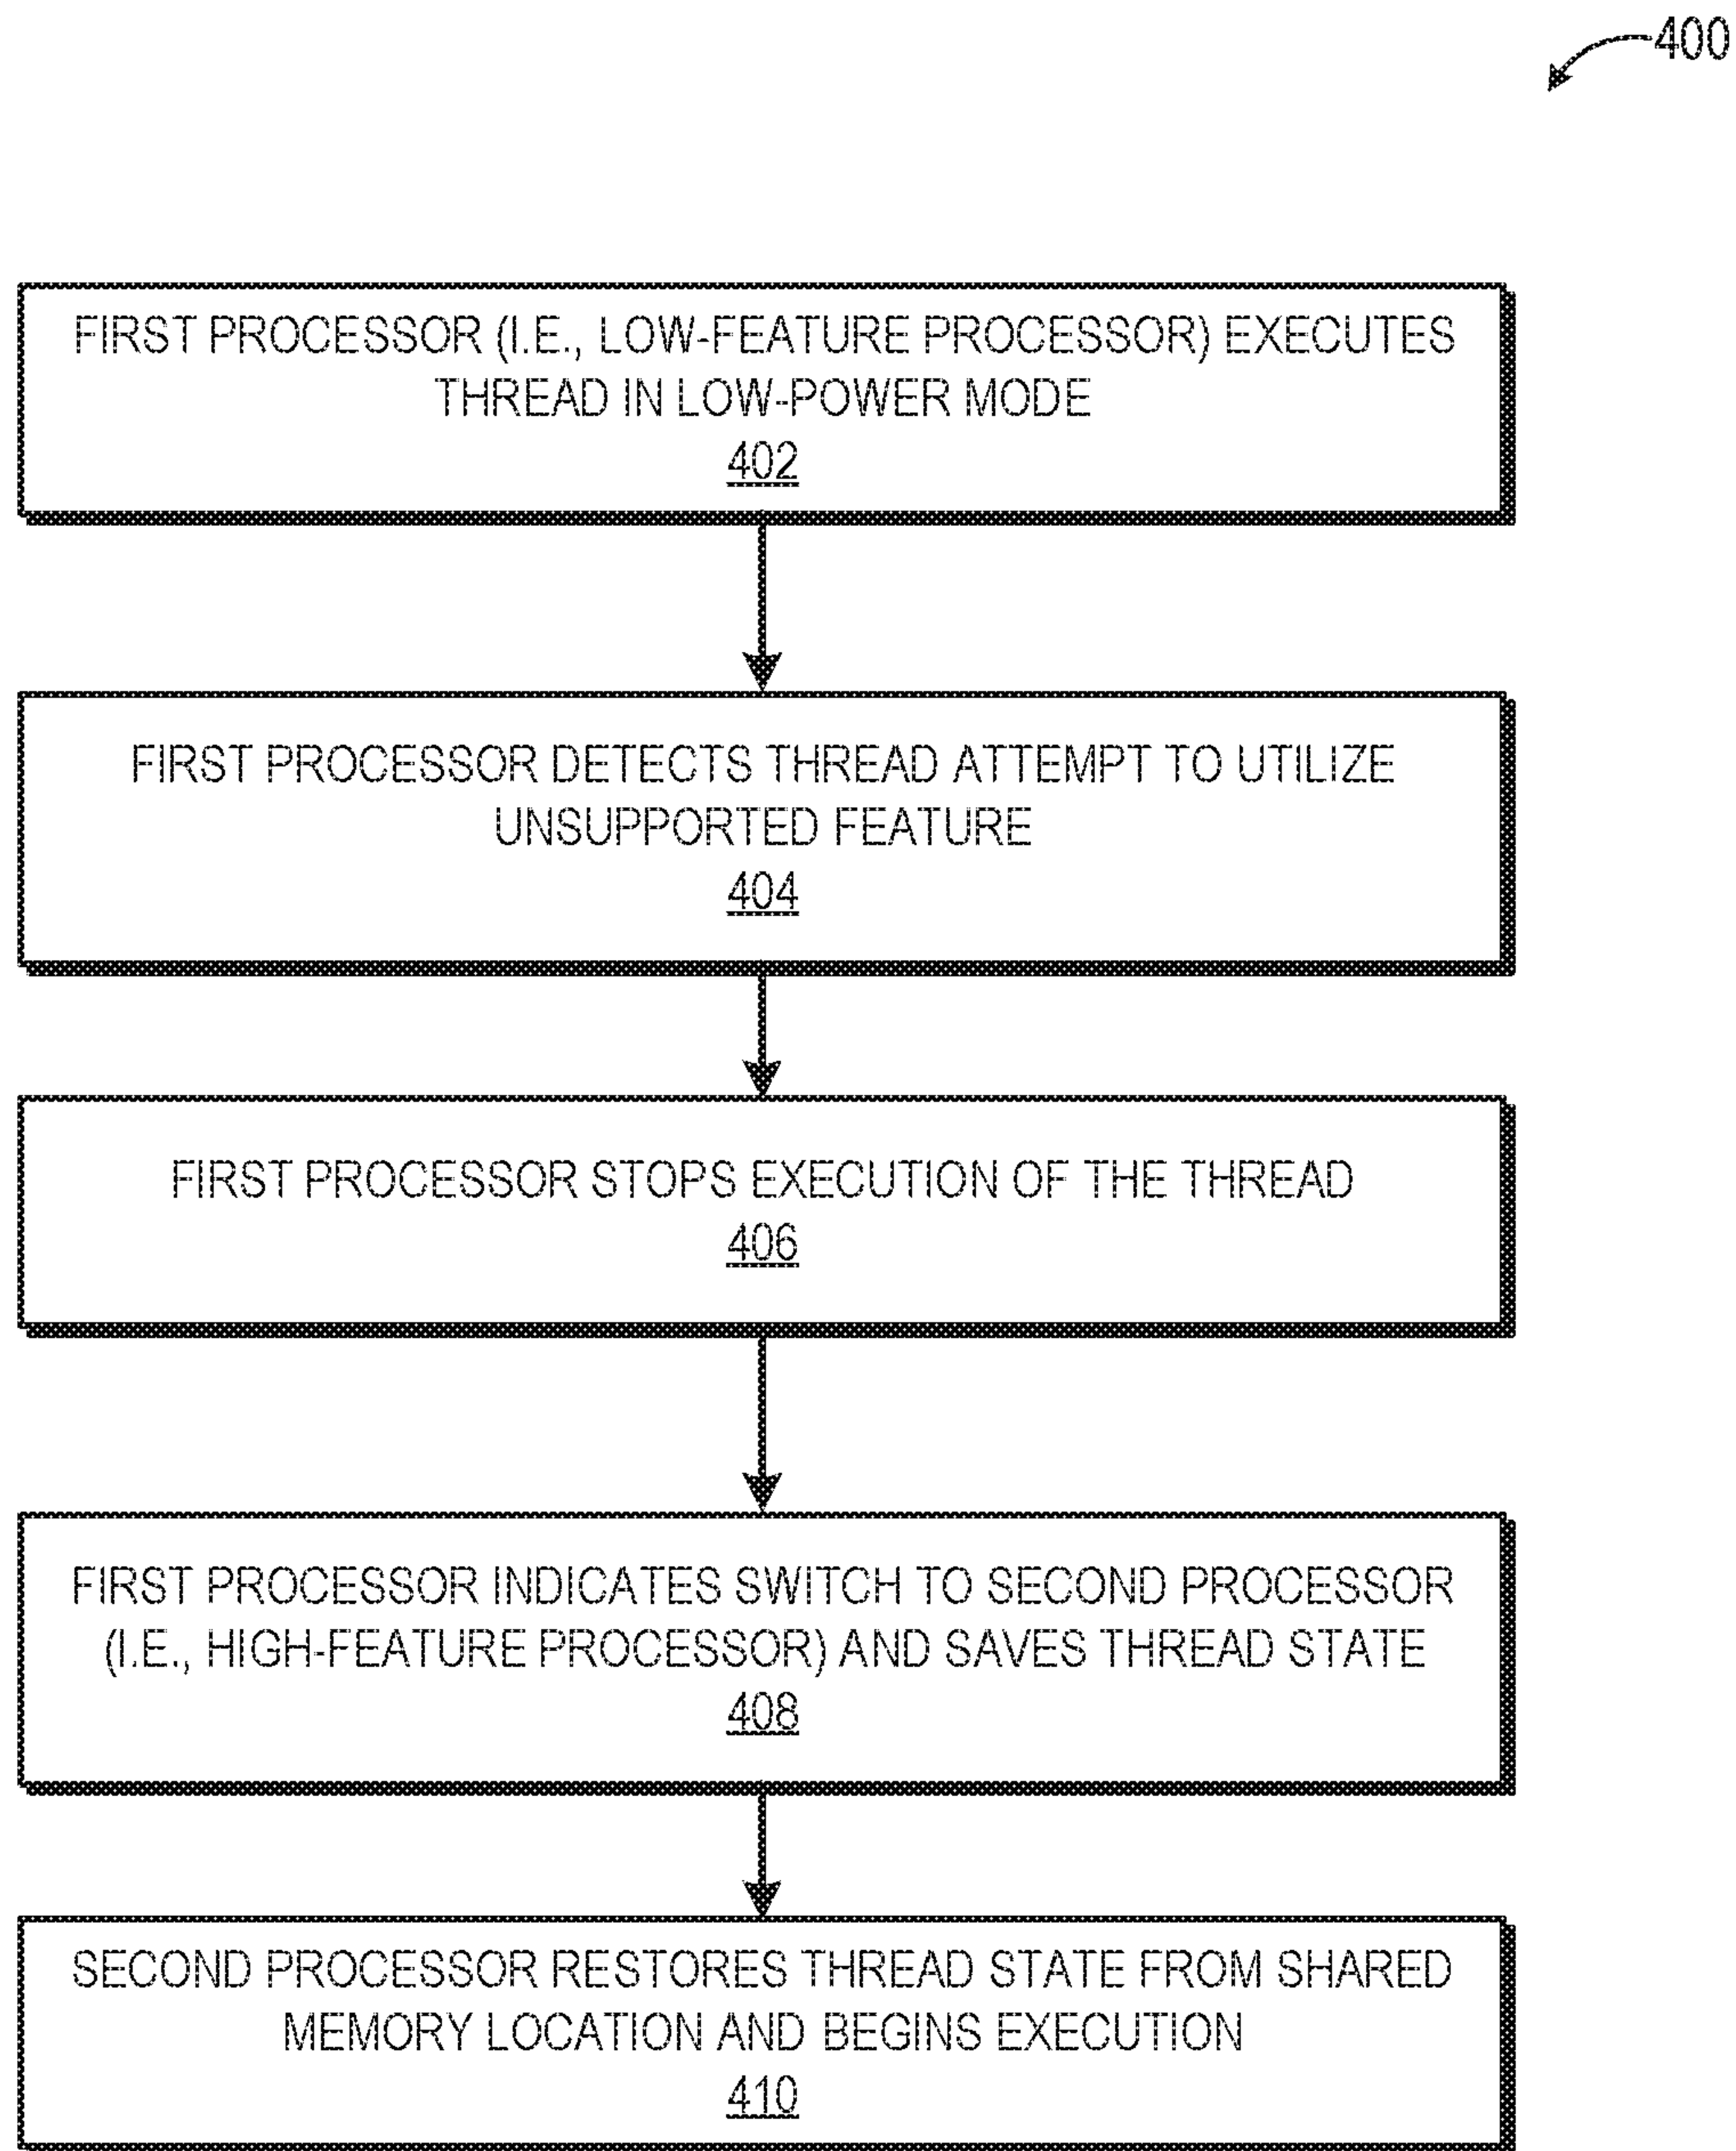 400
FIRST PROCESSOR (I.E., LOW-FEATURE PROCESSOR) EXECUTES
THREAD IN LOW-POWER MODE
402
FIRST PROCESSOR DETECTS THREAD ATTEMPT TO UTILIZE
UNSUPPORTED FEATURE
404
FIRST PROCESSOR STOPS EXECUTION OF THE THREAD
406
FIRST PROCESSOR INDICATES SWITCH TO SECOND PROCESSOR
(I.E., HIGH-FEATURE PROCESSOR) AND SAVES THREAD STATE
408
SECOND PROCESSOR RESTORES THREAD STATE FROM SHARED
MEMORY LOCATION AND BEGINS EXECUTION
410